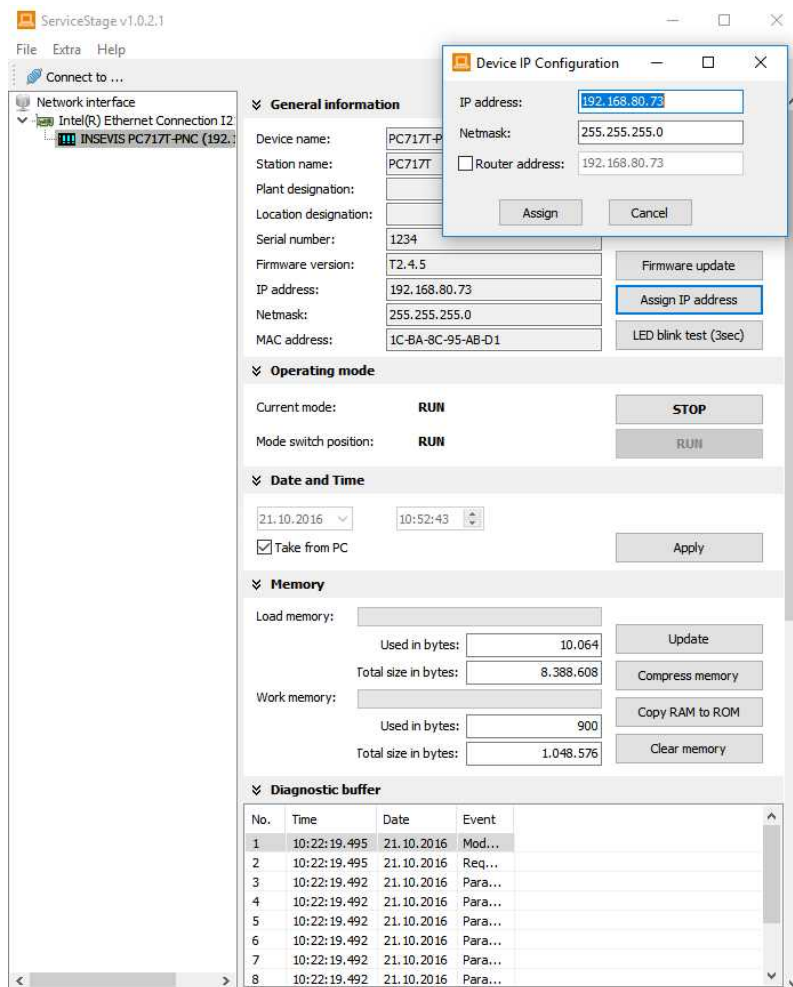 ServiceStage v1.0.2.1
File Extra Help
Connect to ...
Network interface
Intel(R) Ethernet Connection I2
INSEVIS PC717T-PNC (192.1
Device IP Configuration
IP address: 192.168.80.73
Netmask: 255.255.255.0
Router address: 192.168.80.73
Assign Cancel
General information
Device name: PC717T-P
Station name: PC717T
Plant designation:
Location designation:
Serial number: 1234
Firmware version: T2.4.5
Firmware update
IP address: 192.168.80.73
Assign IP address
Netmask: 255.255.255.0
MAC address: 1C-BA-8C-95-AB-D1
LED blink test (3sec)
Operating mode
Current mode: RUN STOP
Mode switch position: RUN RUN
Date and Time
21.10.2016 10:52:43
Take from PC Apply
Memory
Load memory:
Used in bytes: 10.064 Update
Total size in bytes: 8.388.608 Compress memory
Work memory:
Copy RAM to ROM
Used in bytes: 900
Total size in bytes: 1.048.576 Clear memory
Diagnostic buffer
No. Time Date Event
1 10:22:19.495 21.10.2016 Mod...
2 10:22:19.495 21.10.2016 Req...
3 10:22:19.492 21.10.2016 Para...
4 10:22:19.492 21.10.2016 Para...
5 10:22:19.492 21.10.2016 Para...
6 10:22:19.492 21.10.2016 Para...
7 10:22:19.492 21.10.2016 Para...
8 10:22:19.492 21.10.2016 Para...